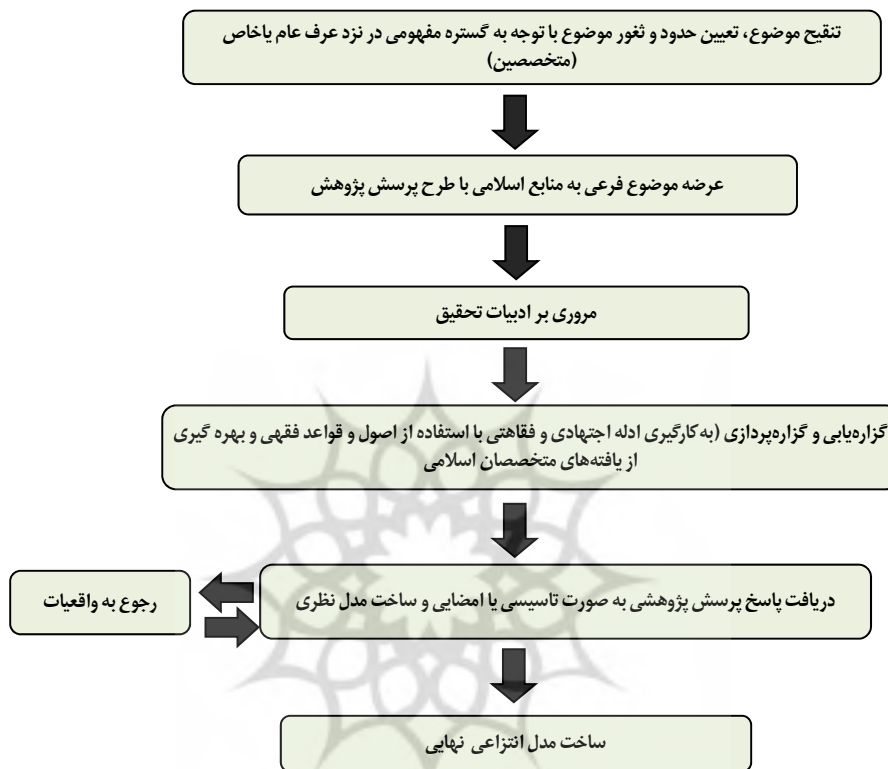 تنقیح موضوع، تعیین حدود و ثغور موضوع با توجه به گستره مفهومی در نزد عرف عام یاخاص
(متخصصین)
عرضه موضوع فرعی به منابع اسلامی با طرح پرسش پژوهش
مروری بر ادبیات تحقیق
گزاره‌یابی و گزاره‌پردازی (به کارگیری ادله اجتهادی و فقاهتی با استفاده از اصول و قواعد فقهی و بهره گیری
از یافته‌های متخصصان اسلامی
دریافت پاسخ پرسش پژوهشی به صورت تاسیسی یا امضایی و ساخت مدل نظری
رجوع به واقعیات
ساخت مدل انتزاعی نهایی